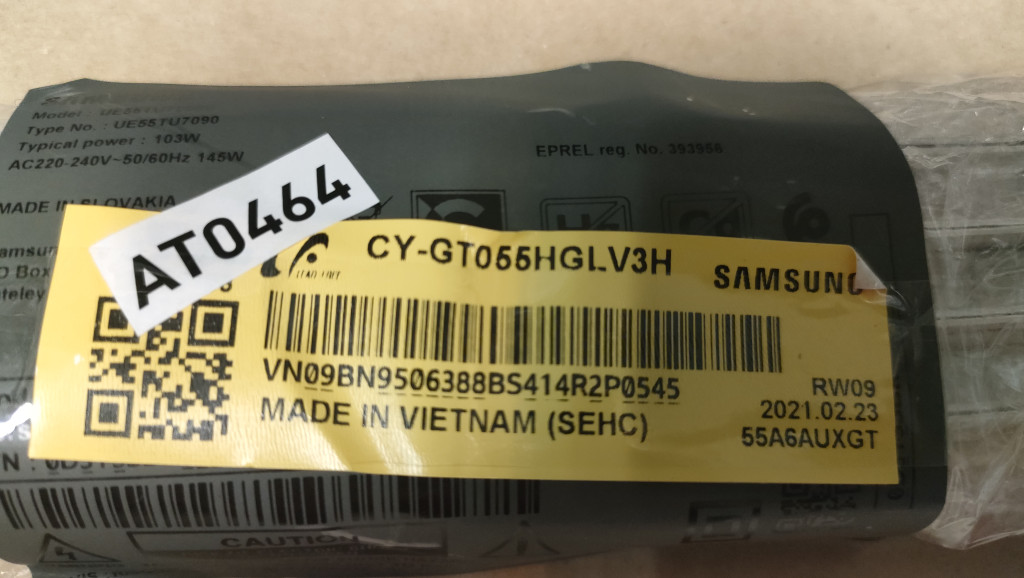 Model : UE55TU7090
Type No. : UE55TU7090
Typical power : 103W
AC220-240V~50/60Hz 145W
EPREL reg. No. 393956
MADE IN SLOVAKIA
AT0464
CY-GT055HGLV3H
SAMSUNG
VN09BN9506388BS414R2P0545
MADE IN VIETNAM (SEHC)
RW09
2021.02.23
55A6AUXGT
CAUTION